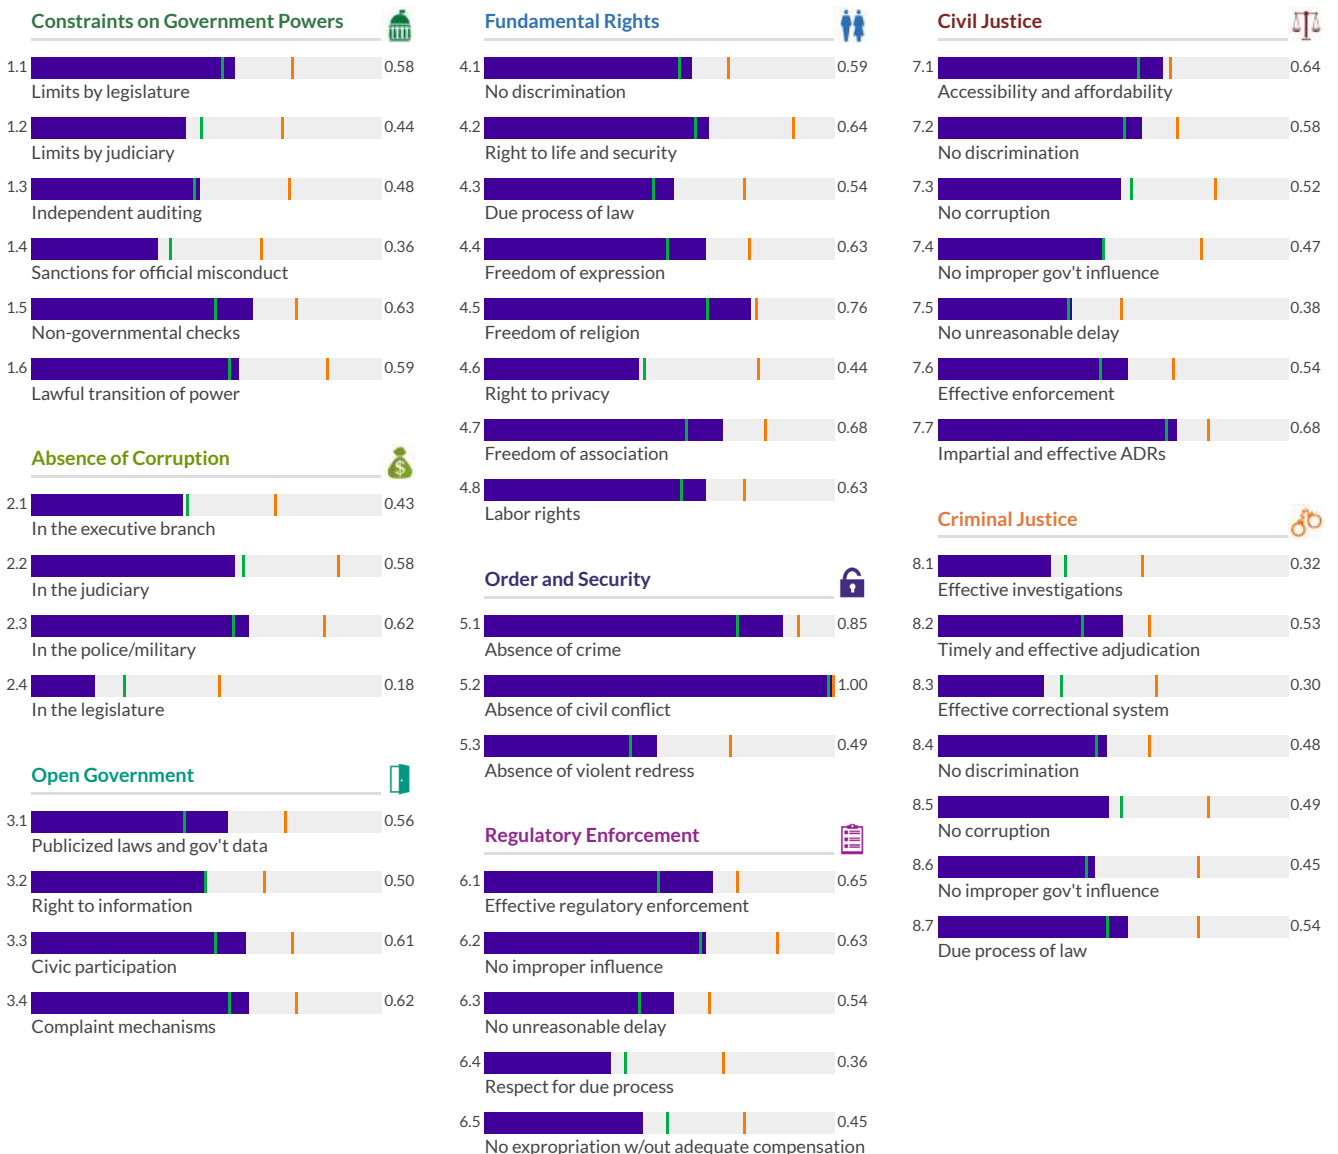 Constraints on Government Powers
1.1 0.58
Limits by legislature
1.2 0.44
Limits by judiciary
1.3 0.48
Independent auditing
1.4 0.36
Sanctions for official misconduct
1.5 0.63
Non-governmental checks
1.6 0.59
Lawful transition of power
Absence of Corruption
$
2.1 0.43
In the executive branch
2.2 0.58
In the judiciary
2.3 0.62
In the police/military
2.4 0.18
In the legislature
Open Government
3.1 0.56
Publicized laws and gov't data
3.2 0.50
Right to information
3.3 0.61
Civic participation
3.4 0.62
Complaint mechanisms
Fundamental Rights
4.1 0.59
No discrimination
4.2 0.64
Right to life and security
4.3 0.54
Due process of law
4.4 0.63
Freedom of expression
4.5 0.76
Freedom of religion
4.6 0.44
Right to privacy
4.7 0.68
Freedom of association
4.8 0.63
Labor rights
Order and Security
5.1 0.85
Absence of crime
5.2 1.00
Absence of civil conflict
5.3 0.49
Absence of violent redress
Regulatory Enforcement
6.1 0.65
Effective regulatory enforcement
6.2 0.63
No improper influence
6.3 0.54
No unreasonable delay
6.4 0.36
Respect for due process
6.5 0.45
No expropriation w/out adequate compensation
Civil Justice
7.1 0.64
Accessibility and affordability
7.2 0.58
No discrimination
7.3 0.52
No corruption
7.4 0.47
No improper gov't influence
7.5 0.38
No unreasonable delay
7.6 0.54
Effective enforcement
7.7 0.68
Impartial and effective ADRs
Criminal Justice
8.1 0.32
Effective investigations
8.2 0.53
Timely and effective adjudication
8.3 0.30
Effective correctional system
8.4 0.48
No discrimination
8.5 0.49
No corruption
8.6 0.45
No improper gov't influence
8.7 0.54
Due process of law